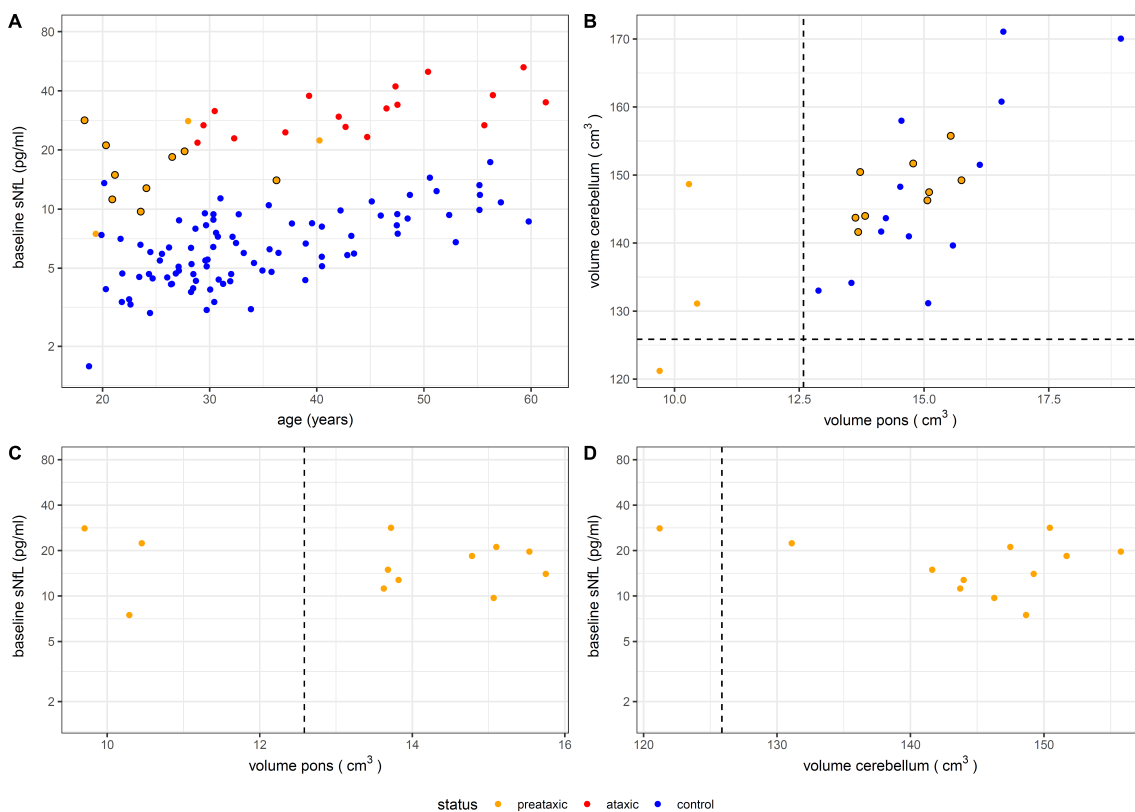 A
80
40
20
10
5
2
baseline sNfL (pg/ml)
20 30 40 50 60
age (years)
B
170
160
150
140
130
120
volume cerebellum ( cm³ )
10.0 12.5 15.0 17.5
volume pons ( cm³ )
C
80
40
20
10
5
2
baseline sNfL (pg/ml)
10 12 14 16
volume pons ( cm³ )
D
80
40
20
10
5
2
baseline sNfL (pg/ml)
120 130 140 150
volume cerebellum ( cm³ )
status preataxic ataxic control